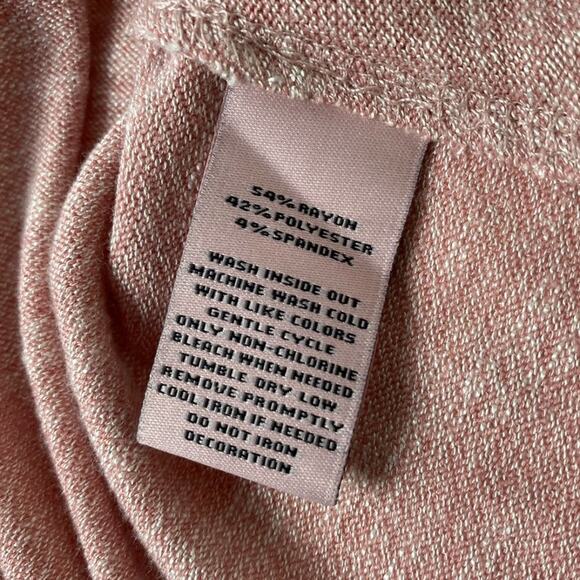 54% RAYON
42% POLYESTER
4% SPANDEX
WASH INSIDE OUT
MACHINE WASH COLD
WITH LIKE COLORS
GENTLE CYCLE
ONLY NON-CHLORINE
BLEACH WHEN NEEDED
TUMBLE DRY LOW
REMOVE PROMPTLY
COOL IRON IF NEEDED
DO NOT IRON
DECORATION